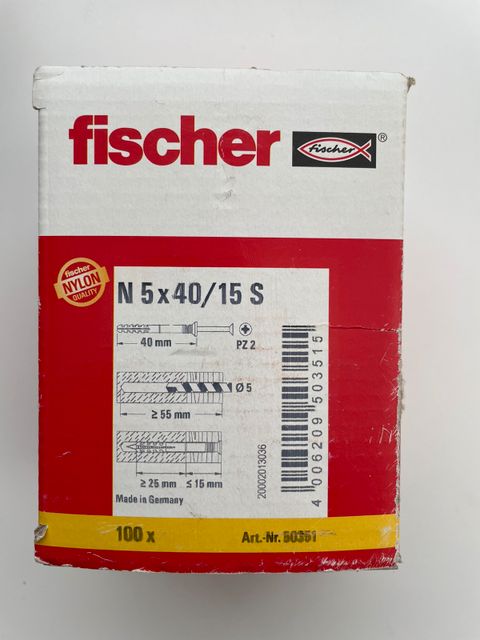 fischer
fischer
®
fischer
NYLON
QUALITY
N 5 x 40/15 S
40 mm
PZ 2
Ø 5
≥ 55 mm
≥ 25 mm ≤ 15 mm
Made in Germany
20002013036
4 006209 503515
100 x
Art.-Nr. 50351